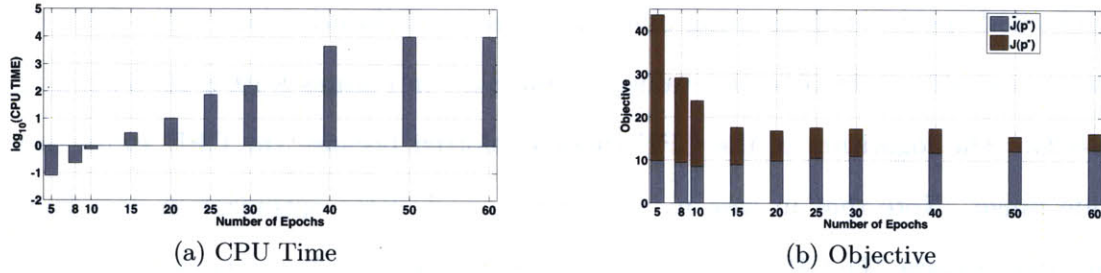 5
4
3
2
1
0
-1
-2
log10(CPU TIME)
5 8 10 15 20 25 30 40 50 60
Number of Epochs
(a) CPU Time
40
30
20
10
0
Objective
J̄(p*)
J(p*)
5 8 10 15 20 25 30 40 50 60
Number of Epochs
(b) Objective